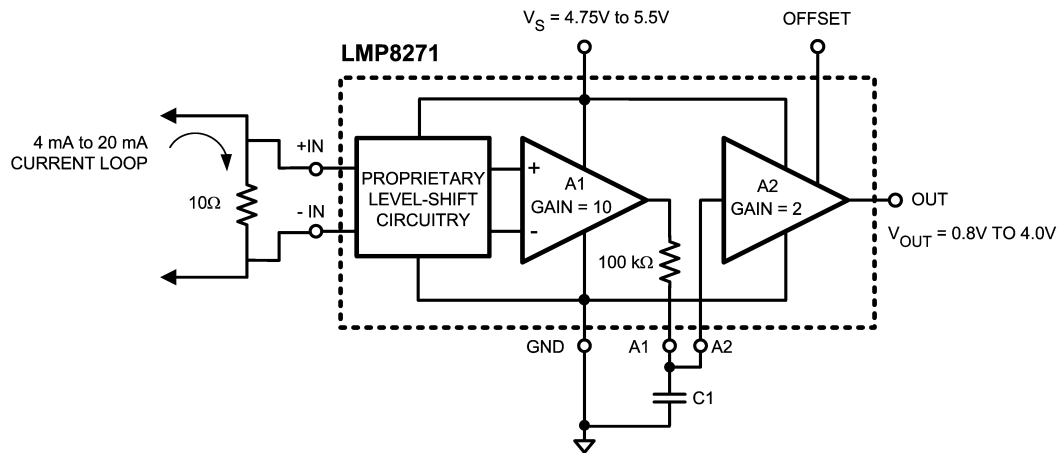 V_S = 4.75V to 5.5V
OFFSET
LMP8271
4 mA to 20 mA
CURRENT LOOP
+IN
10Ω
- IN
PROPRIETARY
LEVEL-SHIFT
CIRCUITRY
+
-
A1
GAIN = 10
A2
GAIN = 2
OUT
V_OUT = 0.8V TO 4.0V
100 kΩ
GND
A1
A2
C1